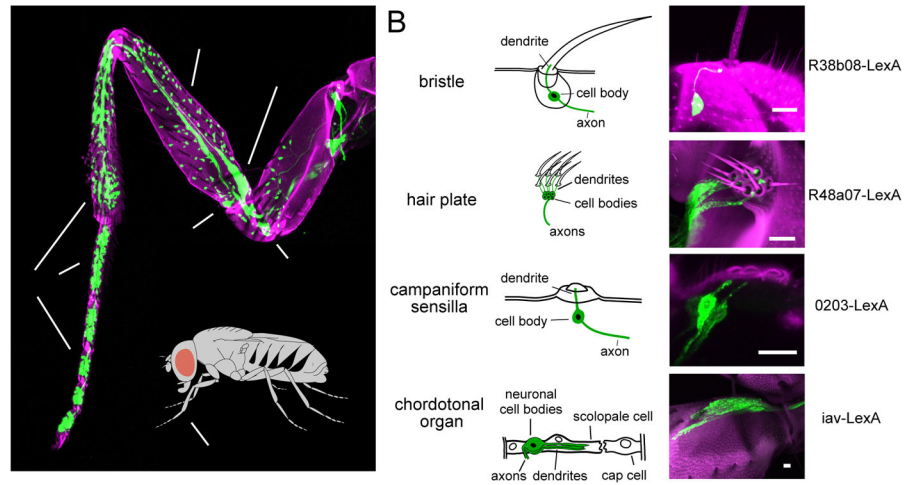 B
bristle
dendrite
cell body
axon
R38b08-LexA
hair plate
dendrites
cell bodies
axons
R48a07-LexA
campaniform
sensilla
dendrite
cell body
axon
0203-LexA
chordotonal
organ
neuronal
cell bodies
scolopale cell
axons dendrites
cap cell
iav-LexA